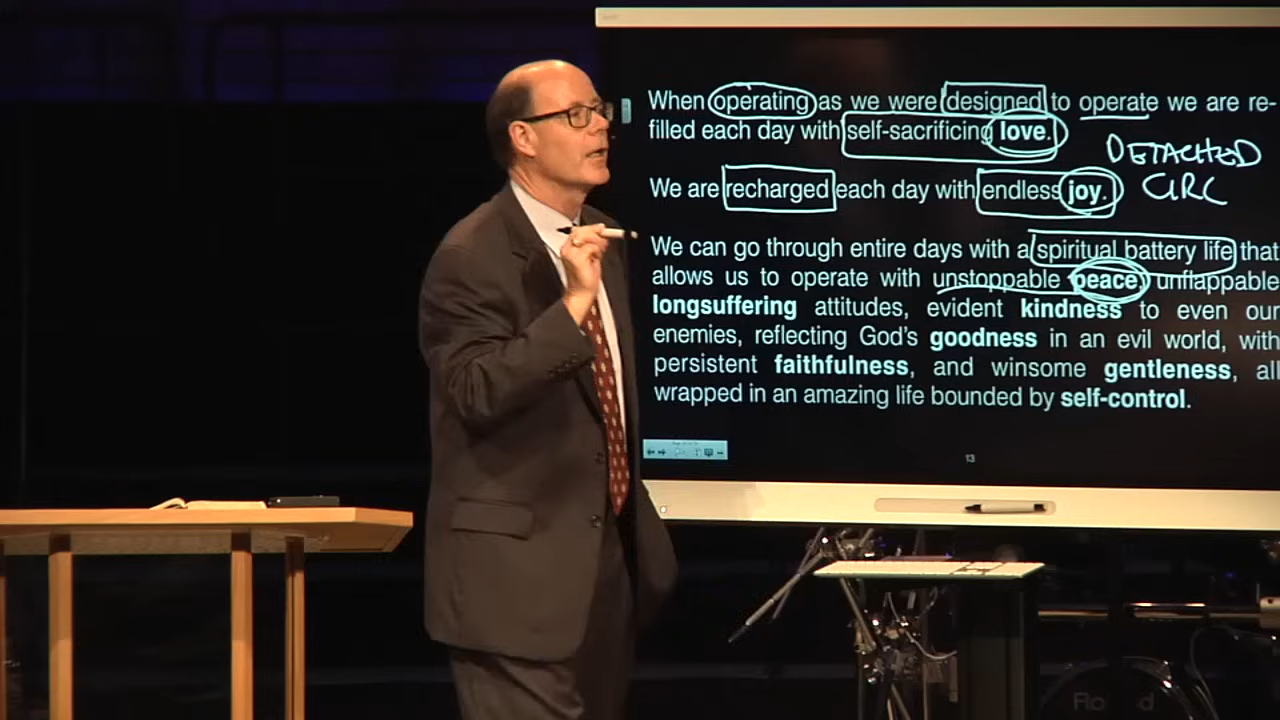 When operating as we were designed to operate we are re-
filled each day with self-sacrificing love.
DETACHED
We are recharged each day with endless joy.
CIRC
We can go through entire days with a spiritual battery life that
allows us to operate with unstoppable peace, unflappable
longsuffering attitudes, evident kindness to even our
enemies, reflecting God's goodness in an evil world, with
persistent faithfulness, and winsome gentleness, all
wrapped in an amazing life bounded by self-control.
13